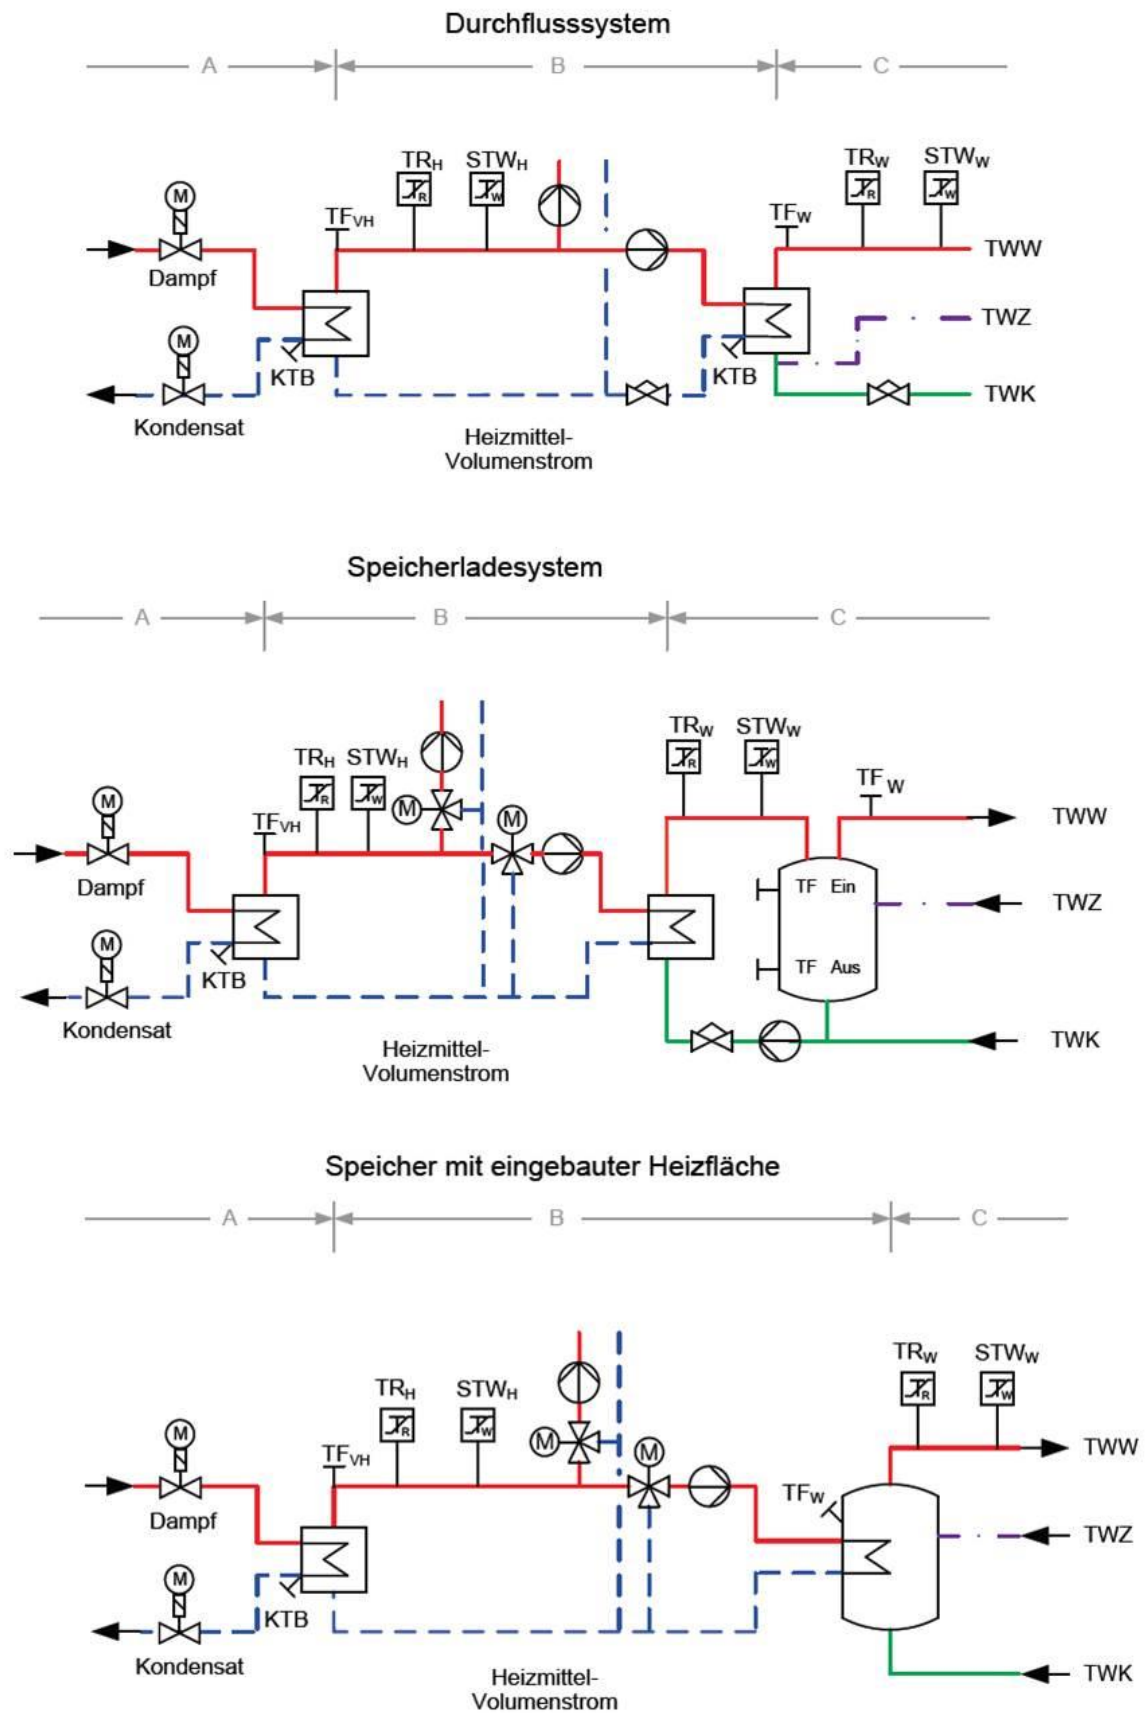 Durchflusssystem
A B C
TRH STWH TRW STWW
M
TFVH TFW
TWW
Dampf
TWZ
M
KTB KTB
TWK
Kondensat
Heizmittel-
Volumenstrom
Speicherladesystem
A B C
TRH STWH TRW STWW
TFW
M M M
TFVH
TWW
Dampf
TF Ein
TWZ
M
KTB
TF Aus
Kondensat
TWK
Heizmittel-
Volumenstrom
Speicher mit eingebauter Heizfläche
A B C
TRW STWW
TRH STWH
M M M
TFVH
TWW
TFW
Dampf
TWZ
M
KTB
Kondensat
TWK
Heizmittel-
Volumenstrom